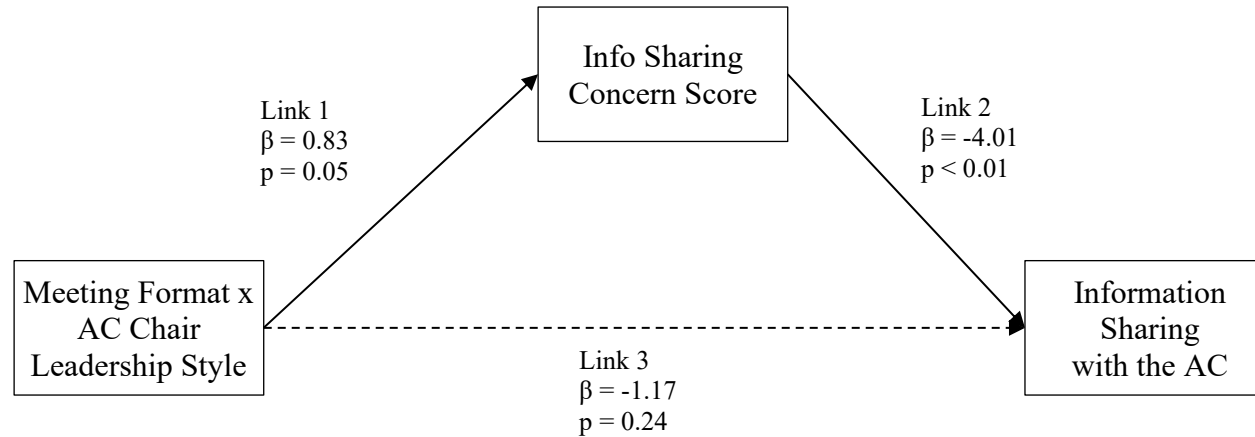 Info Sharing
Concern Score
Link 1
β = 0.83
p = 0.05
Link 2
β = -4.01
p < 0.01
Meeting Format x
AC Chair
Leadership Style
Information
Sharing
with the AC
Link 3
β = -1.17
p = 0.24